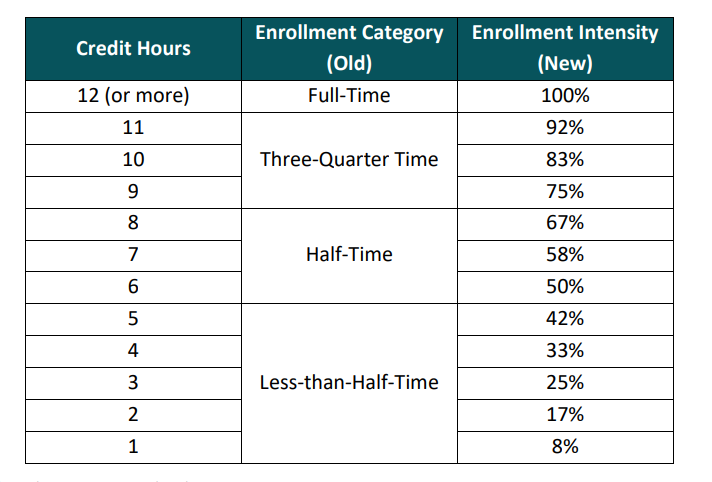 Credit Hours Enrollment Category (Old) Enrollment Intensity (New)
12 (or more) Full-Time 100%
11 92%
10 Three-Quarter Time 83%
9 75%
8 67%
7 Half-Time 58%
6 50%
5 42%
4 33%
3 Less-than-Half-Time 25%
2 17%
1 8%